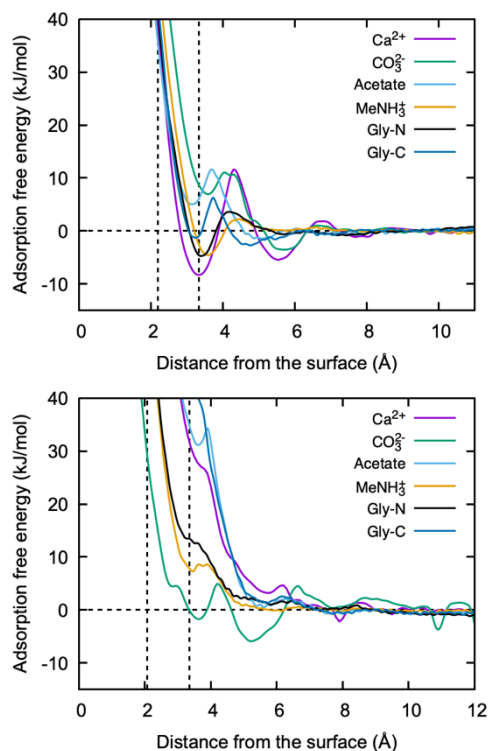 40
30
20
10
0
-10
Adsorption free energy (kJ/mol)
Ca²⁺
CO₃²⁻
Acetate
MeNH₃⁺
Gly-N
Gly-C
0 2 4 6 8 10
Distance from the surface (Å)
40
30
20
10
0
-10
Adsorption free energy (kJ/mol)
Ca²⁺
CO₃²⁻
Acetate
MeNH₃⁺
Gly-N
Gly-C
0 2 4 6 8 10 12
Distance from the surface (Å)